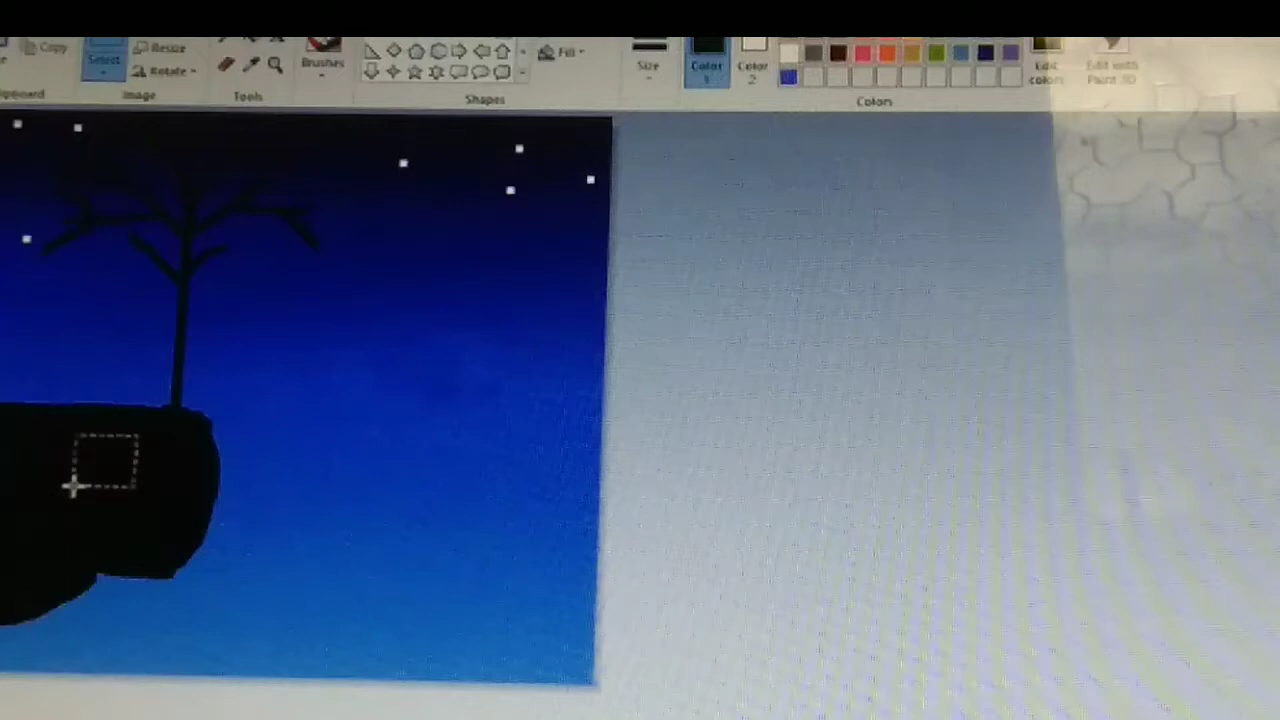 Copy
Select
Resize
Rotate
Image
Tools
Brushes
Shapes
Fill
Size
Color
1
Color
2
Colors
Edit
colors
Edit with
Paint 3D